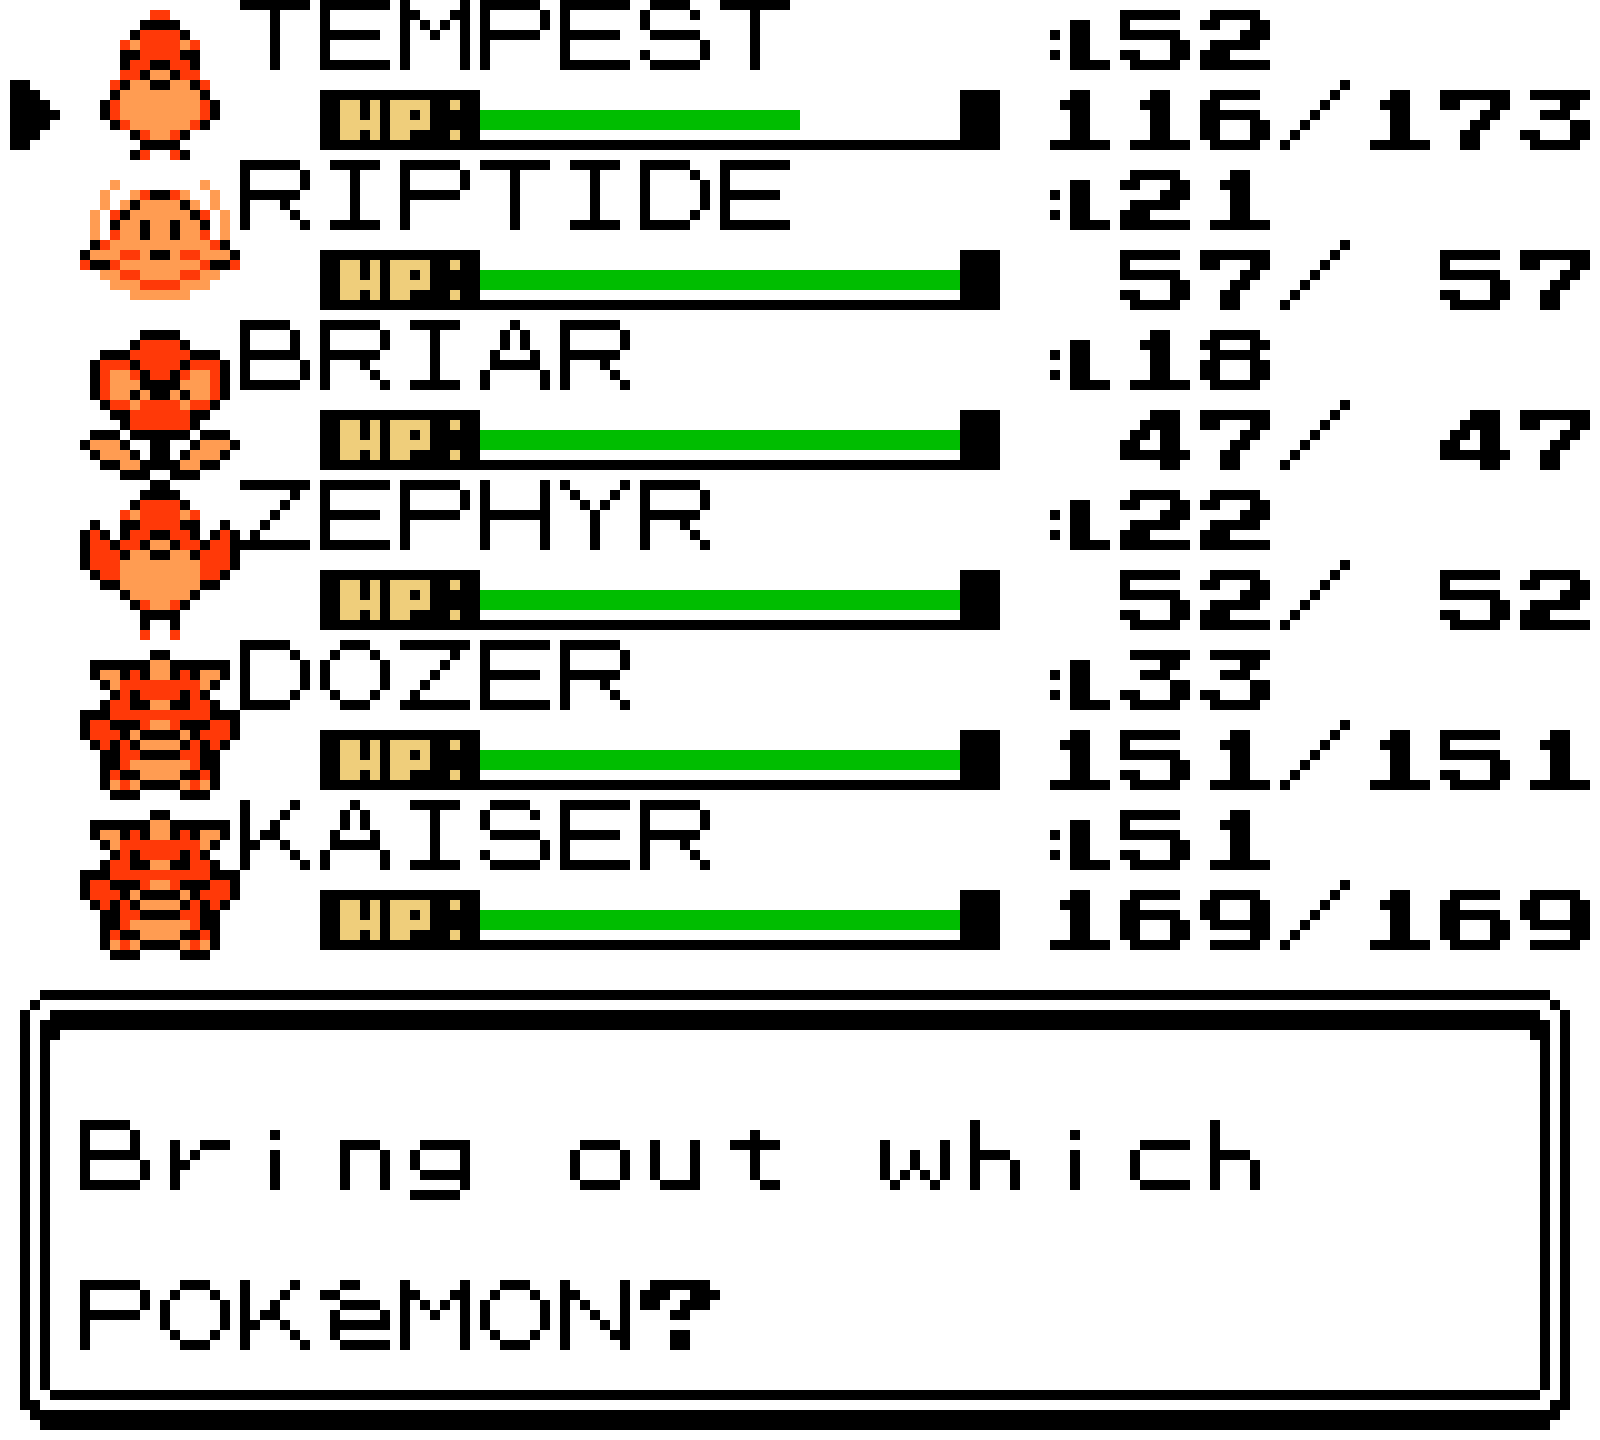 TEMPEST :L52
HP: 116/173
RIPTIDE :L21
HP: 57/ 57
BRIAR :L18
HP: 47/ 47
ZEPHYR :L22
HP: 52/ 52
DOZER :L33
HP: 151/151
KAISER :L51
HP: 169/169
Bring out which
POKéMON?